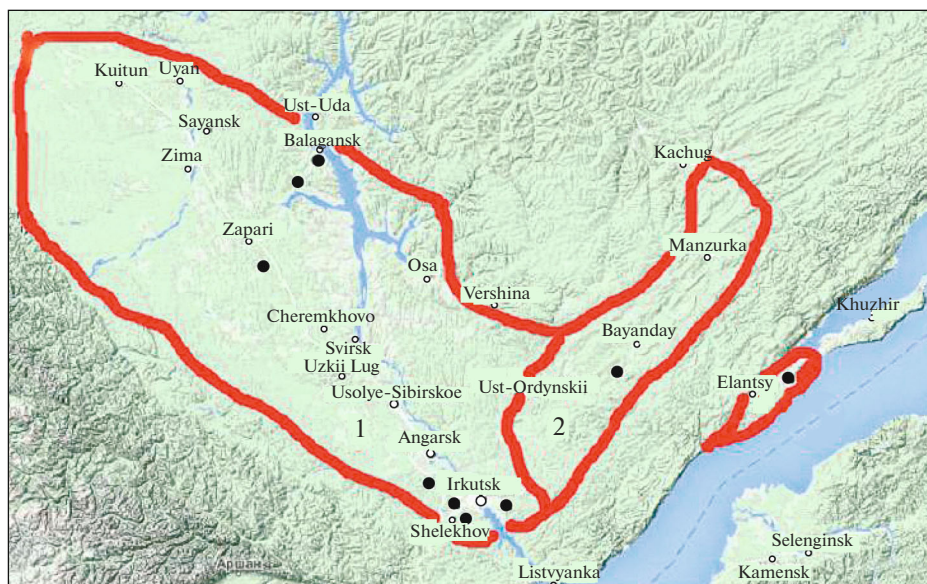 Kuitun
Uyan
Ust-Uda
Sayansk
Balagansk
Zima
Kachug
Zapari
Manzurka
Osa
Vershina
Khuzhir
Cheremkhovo
Bayanday
Svirsk
Uzkii Lug
Ust-Ordynskii
Elantsy
Usolye-Sibirskoe
1
2
Angarsk
Irkutsk
Shelekhov
Selenginsk
Аршан
Listvyanka
Kamensk